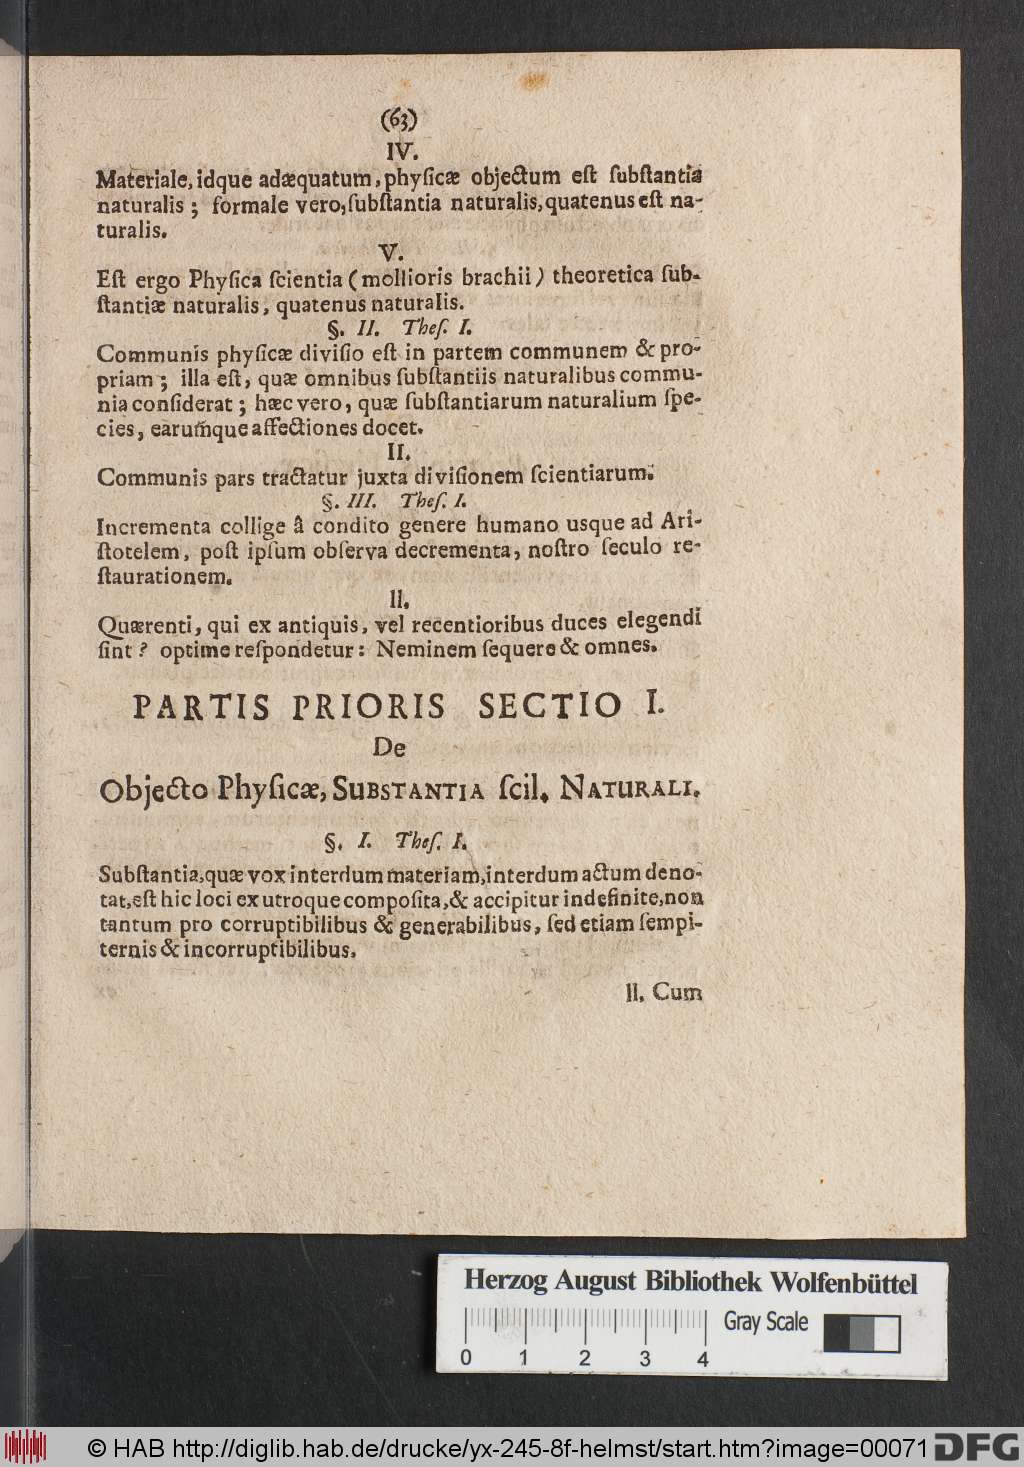 (63)
IV.
Materiale, idque adæquatum, phyſicæ objectum eſt ſubſtantia
naturalis; formale vero, ſubſtantia naturalis, quatenus eſt na-
turalis.
V.
Eſt ergo Phyſica ſcientia (mollioris brachii) theoretica ſub-
ſtantiæ naturalis, quatenus naturalis.
§. II. Theſ. I.
Communis phyſicæ diviſio eſt in partem communem & pro-
priam; illa eſt, quæ omnibus ſubſtantiis naturalibus commu-
nia conſiderat; hæc vero, quæ ſubſtantiarum naturalium ſpe-
cies, earum̃que affectiones docet.
II.
Communis pars tractatur juxta diviſionem ſcientiarum.
§. III. Theſ. I.
Incrementa collige â condito genere humano usque ad Ari-
ſtotelem, poſt ipſum obſerva decrementa, noſtro ſeculo re-
ſtaurationem.
II.
Quærenti, qui ex antiquis, vel recentioribus duces elegendi
ſint? optime reſpondetur: Neminem ſequere & omnes.
PARTIS PRIORIS SECTIO I.
De
Objecto Phyſicæ, SUBSTANTIA ſcil. NATURALI.
§. I. Theſ. I.
Subſtantia, quæ vox interdum materiam, interdum actum deno-
tat, eſt hic loci ex utroque compoſita, & accipitur indefinite, non
tantum pro corruptibilibus & generabilibus, ſed etiam ſempi-
ternis & incorruptibilibus.
II. Cum
Herzog August Bibliothek Wolfenbüttel
Gray Scale
0 1 2 3 4
© HAB http://diglib.hab.de/drucke/yx-245-8f-helmst/start.htm?image=00071
DFG